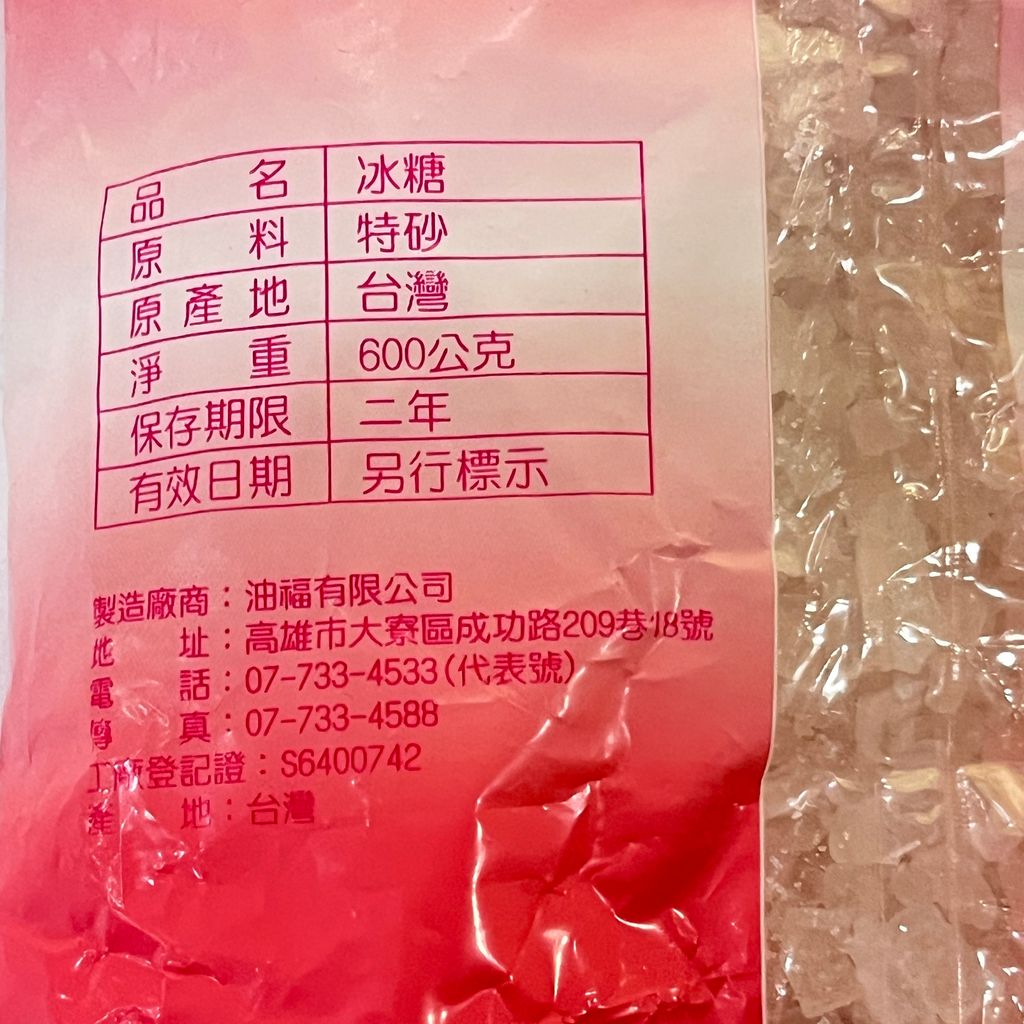 品名 冰糖
原料 特砂
原產地 台灣
淨重 600公克
保存期限 二年
有效日期 另行標示
製造廠商：油福有限公司
地址：高雄市大寮區成功路209巷18號
電話：07-733-4533(代表號)
傳真：07-733-4588
工廠登記證：S6400742
產地：台灣